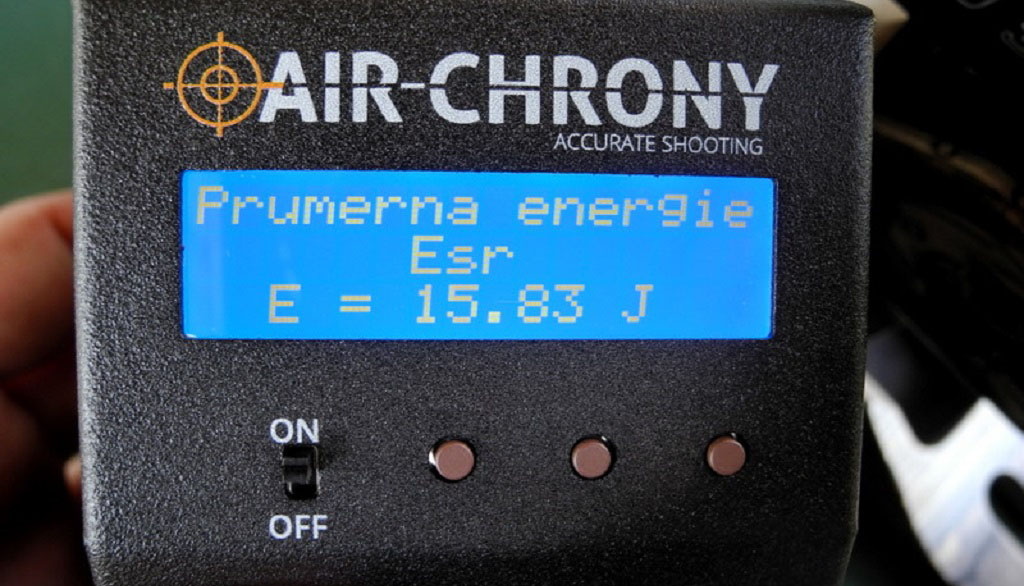 AIR-CHRONY
ACCURATE SHOOTING
Prumerna energie
Esr
E = 15.83 J
ON
OFF